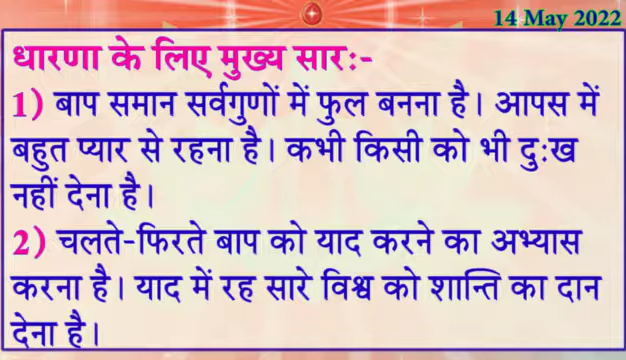 14 May 2022
धारणा के लिए मुख्य सारः-
1) बाप समान सर्वगुणों में फुल बनना है। आपस में
बहुत प्यार से रहना है। कभी किसी को भी दुःख
नहीं देना है।
2) चलते-फिरते बाप को याद करने का अभ्यास
करना है। याद में रह सारे विश्व को शान्ति का दान
देना है।